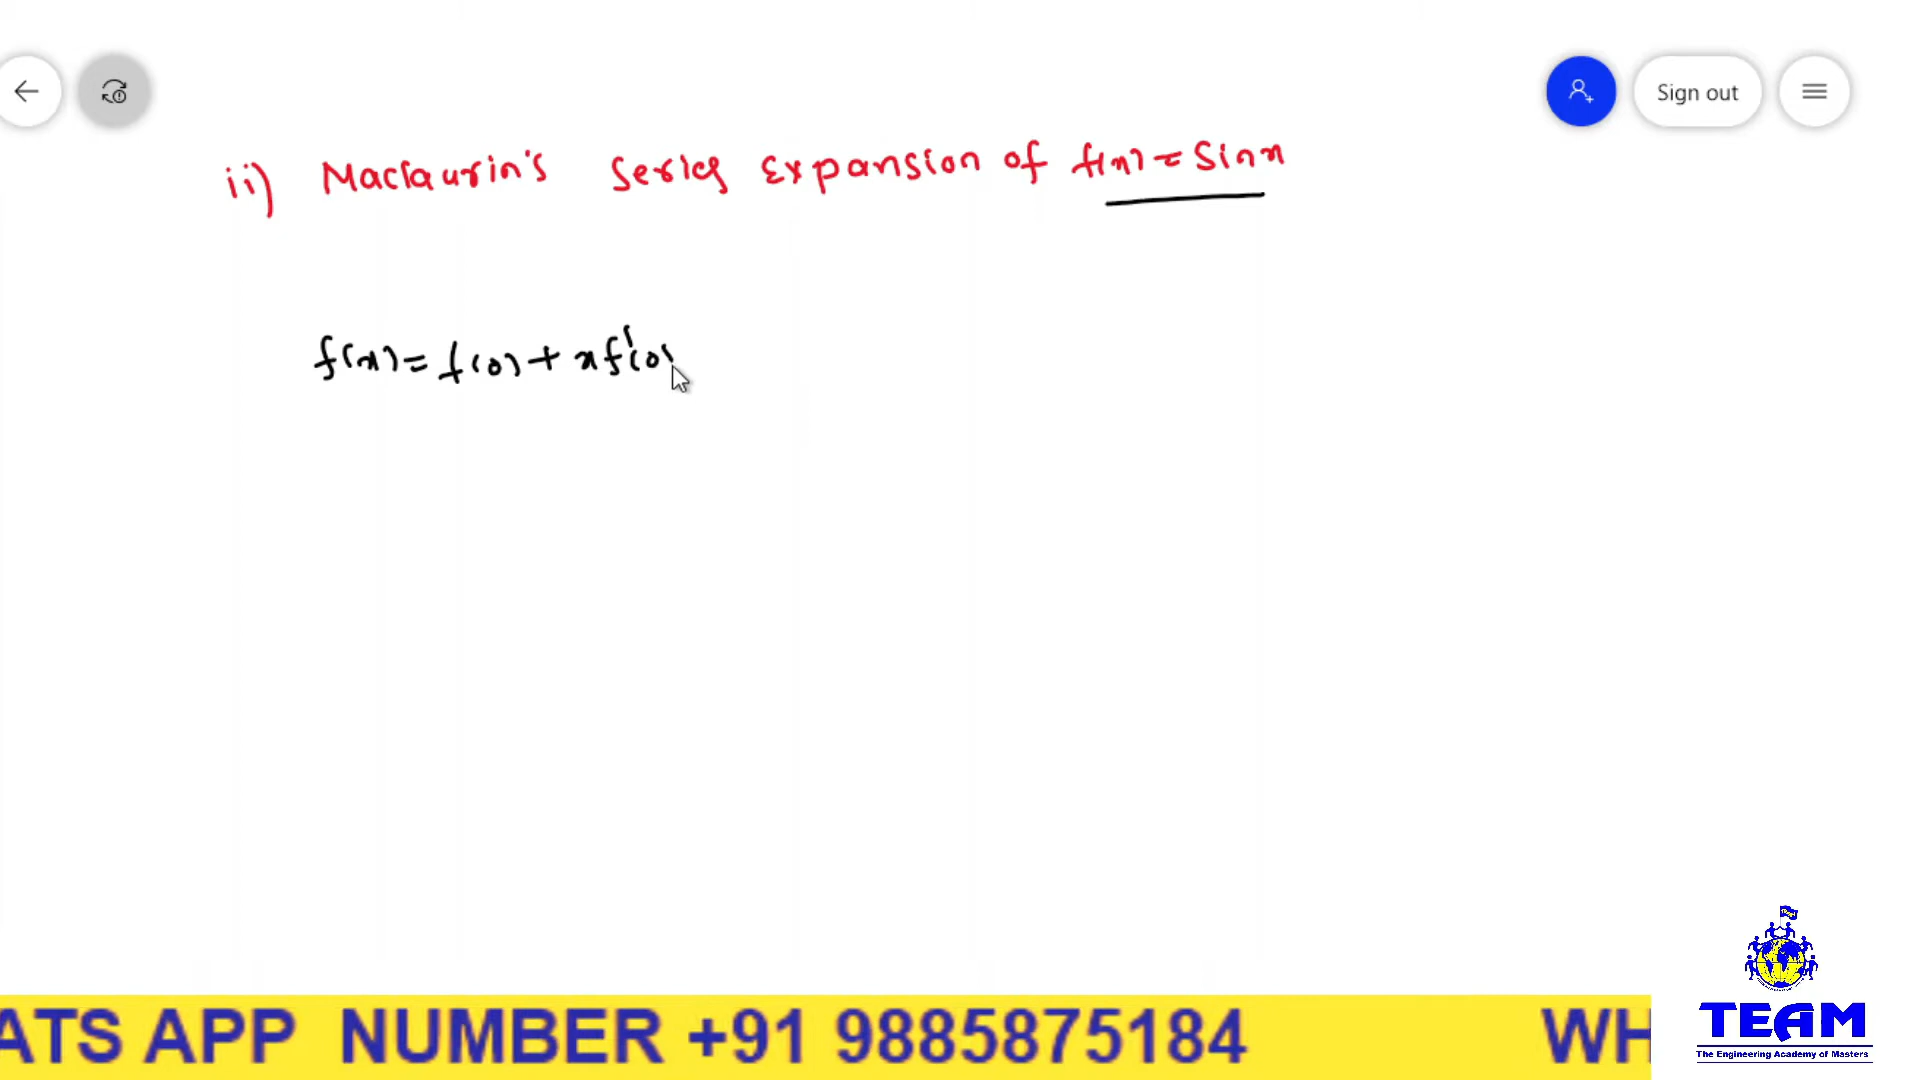 Sign out
ii) Maclaurin's Series Expansion of f(x) = Sin x
f(x) = f(0) + x f'(0)
ATS APP NUMBER +91 9885875184 WH
TEAM
The Engineering Academy of Masters